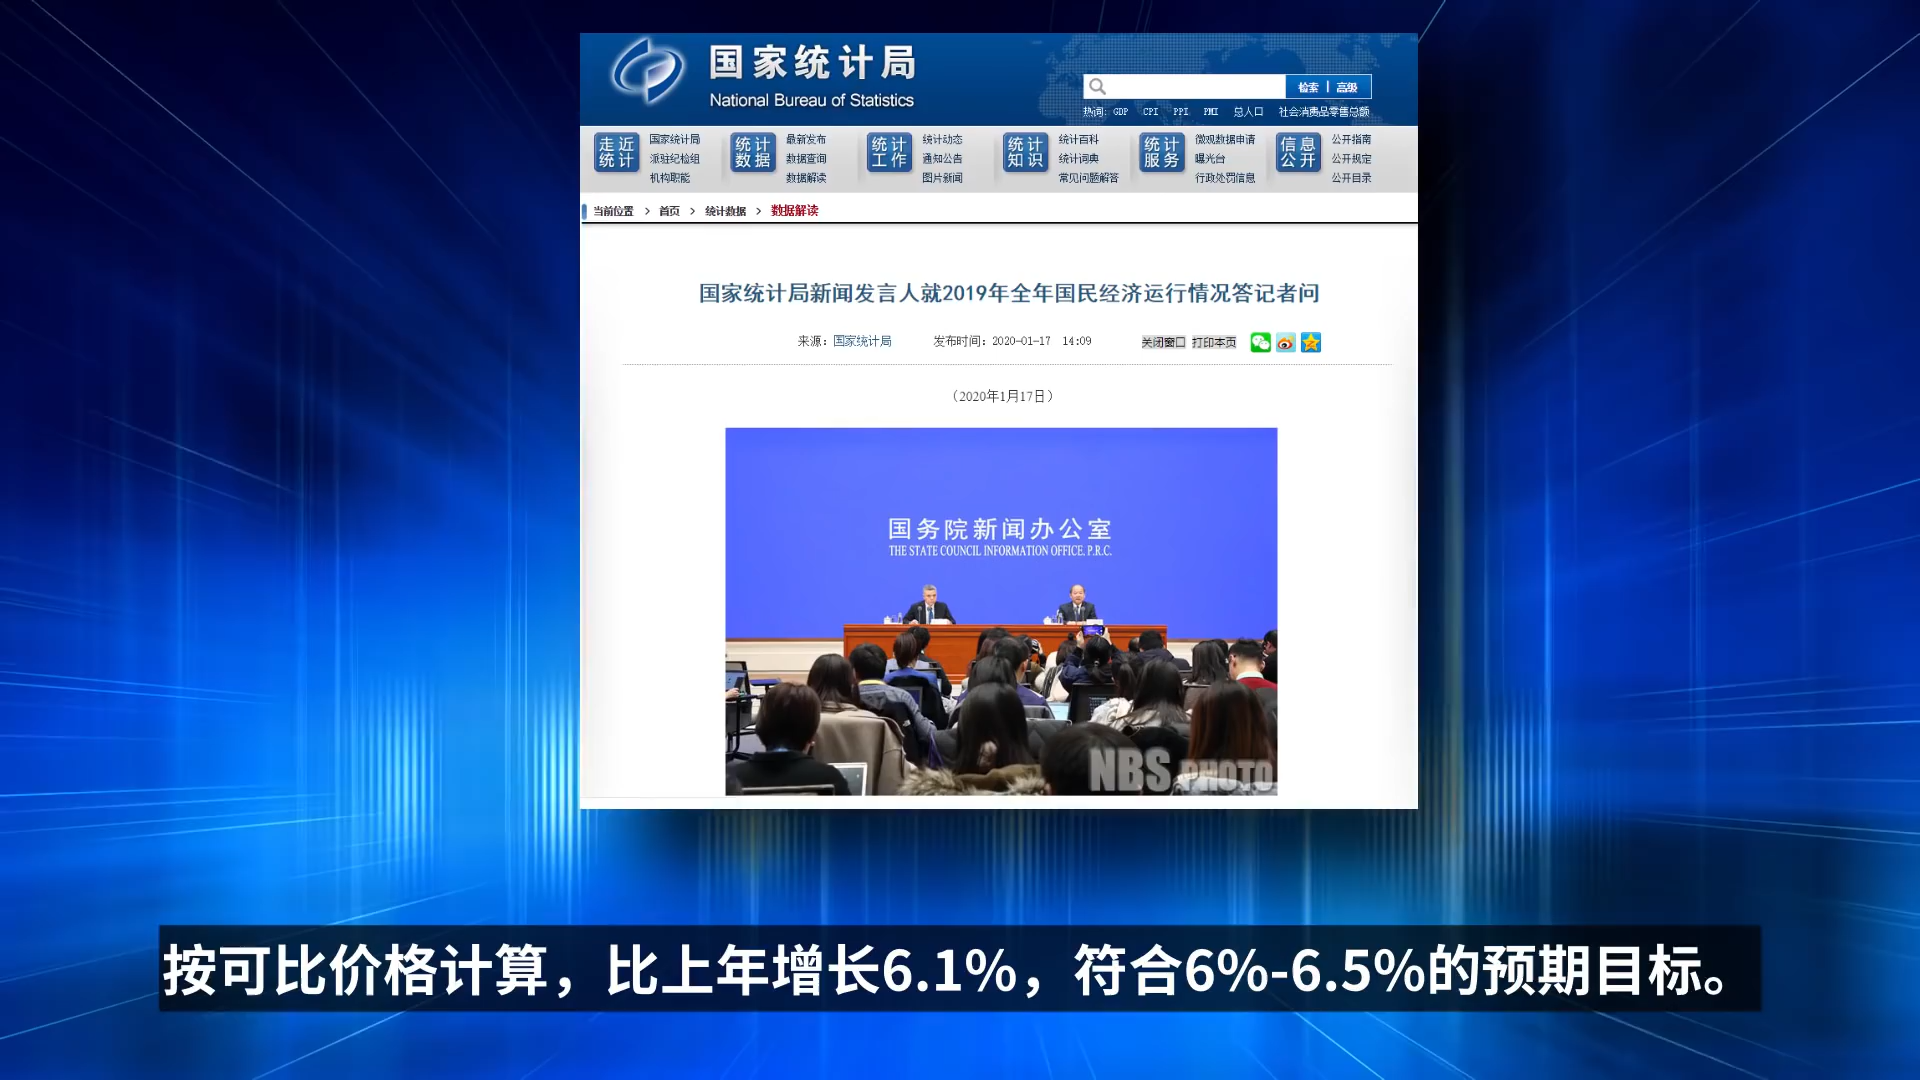 国家统计局
National Bureau of Statistics
检索 | 高级
热词: GDP CPI PPI PMI 总人口 社会消费品零售总额
走近统计
国家统计局
派驻纪检组
机构职能
统计数据
最新发布
数据查询
数据解读
统计工作
统计动态
通知公告
图片新闻
统计知识
统计百科
统计词典
常见问题解答
统计服务
微观数据申请
曝光台
行政处罚信息
信息公开
公开指南
公开规定
公开目录
当前位置 > 首页 > 统计数据 > 数据解读
国家统计局新闻发言人就2019年全年国民经济运行情况答记者问
来源：国家统计局 发布时间：2020-01-17 14:09 关闭窗口 打印本页
（2020年1月17日）
国务院新闻办公室
THE STATE COUNCIL INFORMATION OFFICE, P.R.C.
NBS PHOTO
按可比价格计算，比上年增长6.1%，符合6%-6.5%的预期目标。